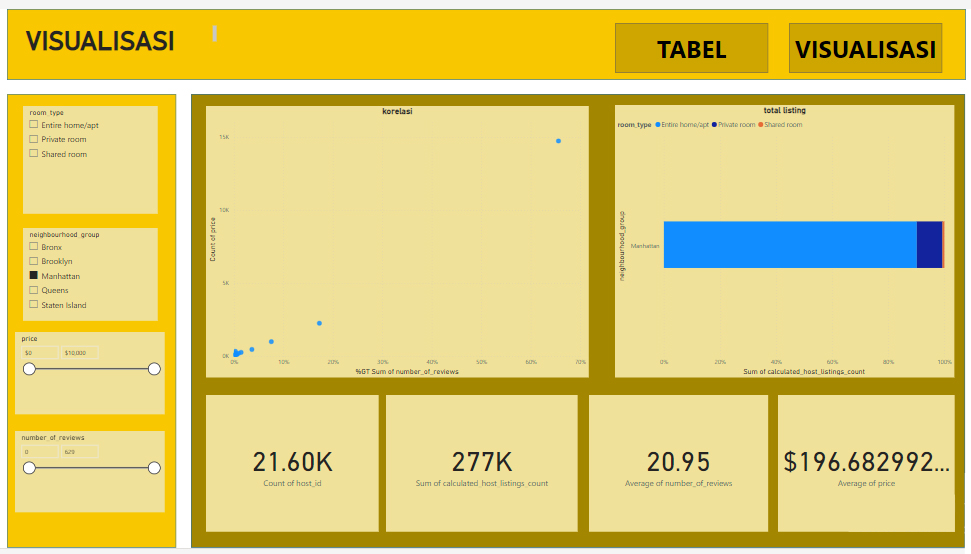 VISUALISASI
TABEL
VISUALISASI
room_type
Entire home/apt
Private room
Shared room
neighbourhood_group
Bronx
Brooklyn
Manhattan
Queens
Staten Island
price
$0 $10,000
number_of_reviews
0 629
korelasi
15K
10K
5K
0K
Count of price
0% 10% 20% 30% 40% 50% 60% 70%
%GT Sum of number_of_reviews
total listing
room_type Entire home/apt Private room Shared room
neighbourhood_group
Manhattan
0% 20% 40% 60% 80% 100%
Sum of calculated_host_listings_count
21.60K
Count of host_id
277K
Sum of calculated_host_listings_count
20.95
Average of number_of_reviews
$196.682992...
Average of price